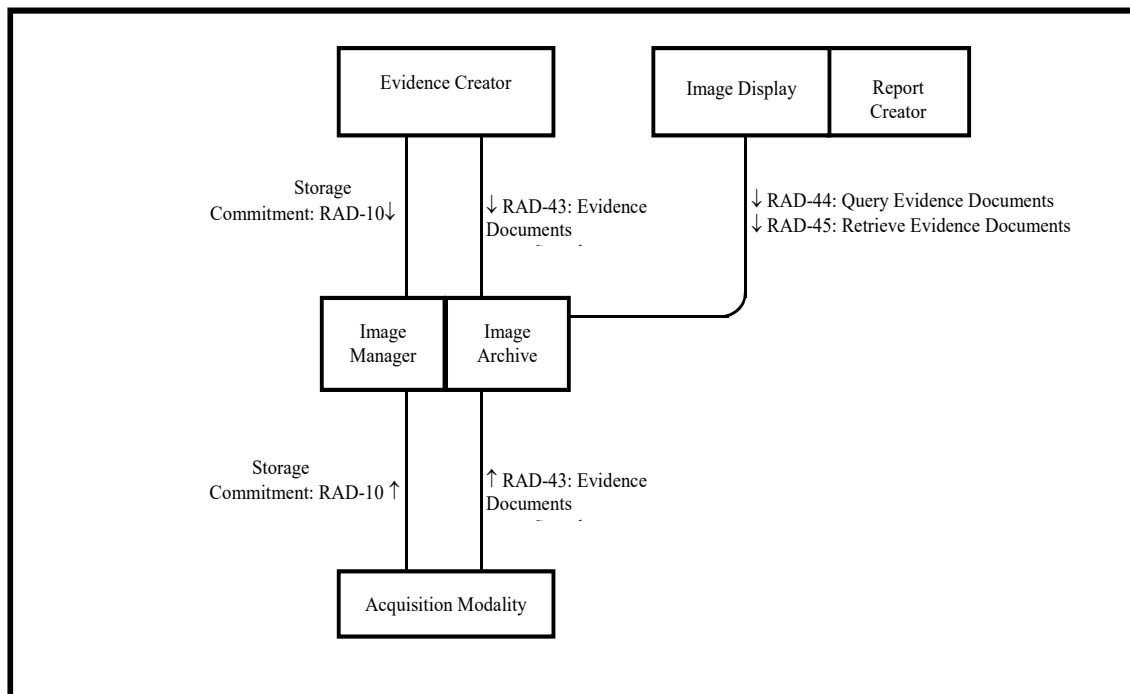 Evidence Creator
Image Display
Report
Creator
Storage
Commitment: RAD-10↓
↓ RAD-43: Evidence
Documents
↓ RAD-44: Query Evidence Documents
↓ RAD-45: Retrieve Evidence Documents
Image
Manager
Image
Archive
Storage
Commitment: RAD-10 ↑
↑ RAD-43: Evidence
Documents
Acquisition Modality